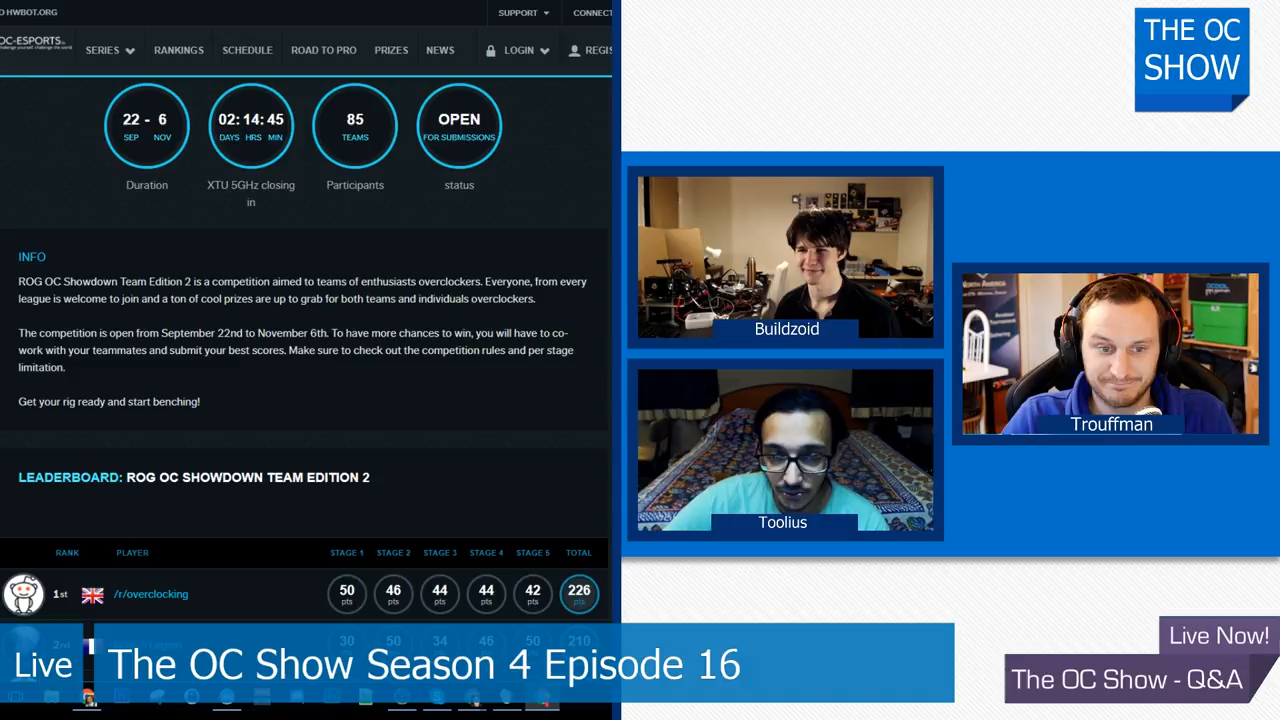 O HWBOT.ORG
SUPPORT
CONNECT
OC-ESPORTS
SERIES
RANKINGS
SCHEDULE
ROAD TO PRO
PRIZES
NEWS
LOGIN
REGIS
22 - 6
SEP NOV
Duration
02:14:45
DAYS HRS MIN
XTU 5GHz closing
in
85
TEAMS
Participants
OPEN
FOR SUBMISSIONS
status
INFO
ROG OC Showdown Team Edition 2 is a competition aimed to teams of enthusiasts overclockers. Everyone, from every
league is welcome to join and a ton of cool prizes are up to grab for both teams and individuals overclockers.
The competition is open from September 22nd to November 6th. To have more chances to win, you will have to co-
work with your teammates and submit your best scores. Make sure to check out the competition rules and per stage
limitation.
Get your rig ready and start benching!
LEADERBOARD: ROG OC SHOWDOWN TEAM EDITION 2
RANK PLAYER STAGE 1 STAGE 2 STAGE 3 STAGE 4 STAGE 5 TOTAL
1st /r/overclocking 50 46 44 44 42 226
pts pts pts pts pts pts
2nd 30 50 34 46 50 210
Live
The OC Show Season 4 Episode 16
THE OC
SHOW
Buildzoid
Toolius
Trouffman
Live Now!
The OC Show - Q&A